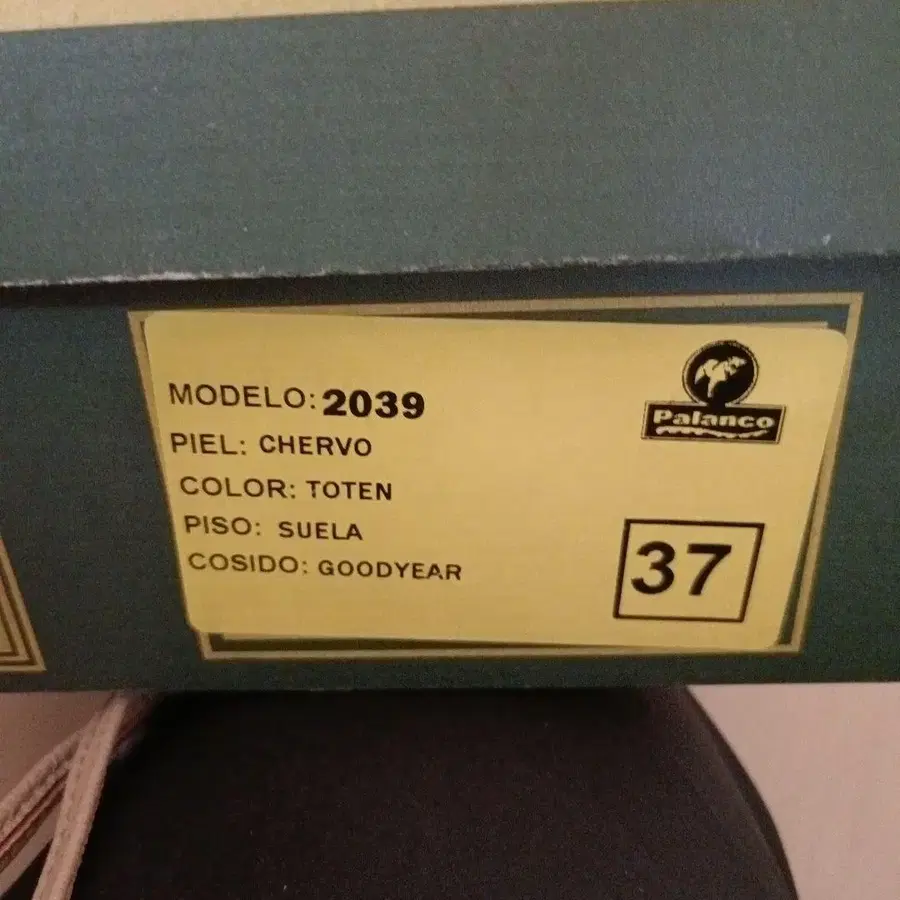 MODELO: 2039
PIEL: CHERVO
COLOR: TOTEN
PISO: SUELA
COSIDO: GOODYEAR
Palanco
37